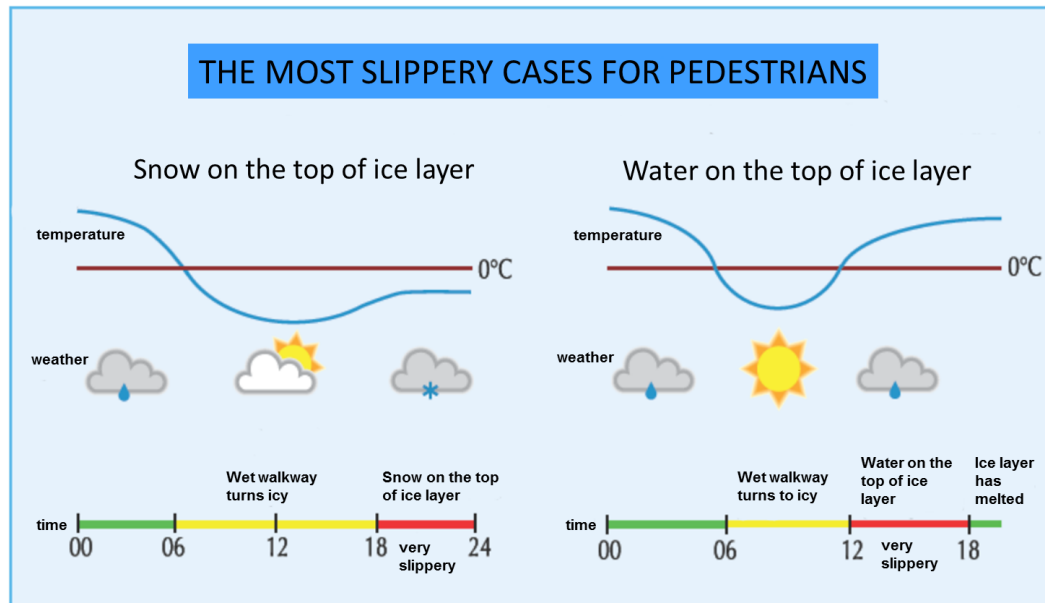 THE MOST SLIPPERY CASES FOR PEDESTRIANS
Snow on the top of ice layer
temperature
0°C
weather
Wet walkway
turns icy
Snow on the top
of ice layer
time
00
06
12
18
very
slippery
24
Water on the top of ice layer
temperature
0°C
weather
Wet walkway
turns to icy
Water on the
top of ice
layer
Ice layer
has
melted
time
00
06
12
very
slippery
18